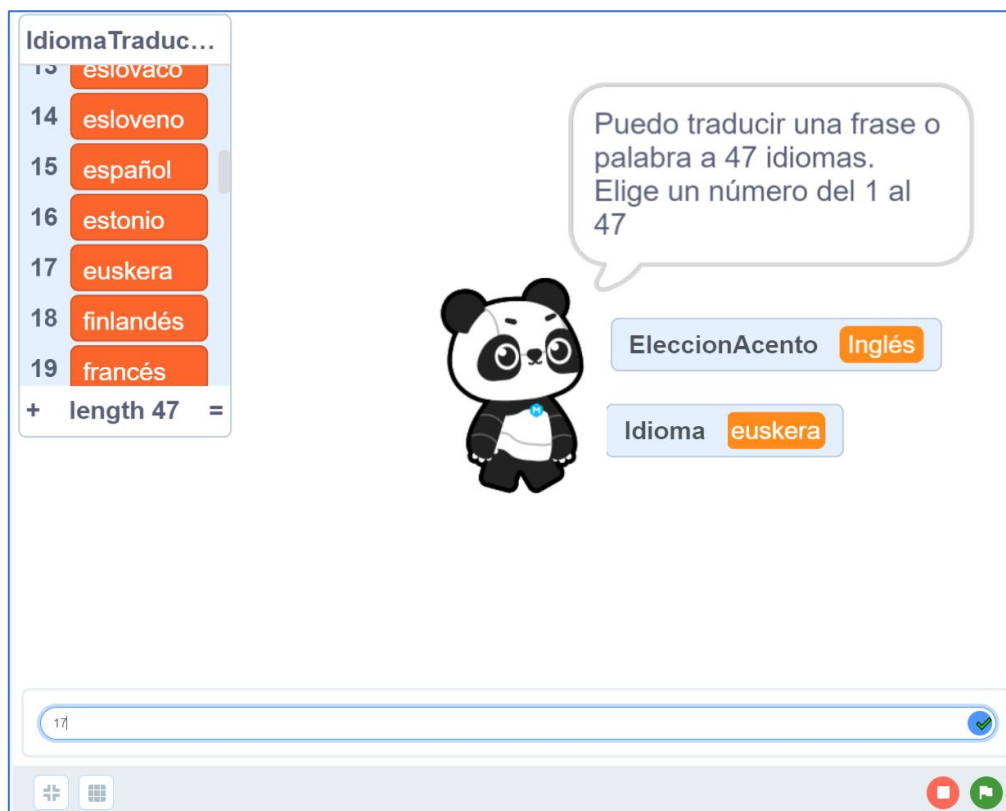 IdiomaTraduc...
13 eslovaco
14 esloveno
15 español
16 estonio
17 euskera
18 finlandés
19 francés
+ length 47 =
Puedo traducir una frase o
palabra a 47 idiomas.
Elige un número del 1 al
47
EleccionAcento Inglés
Idioma euskera
M
17